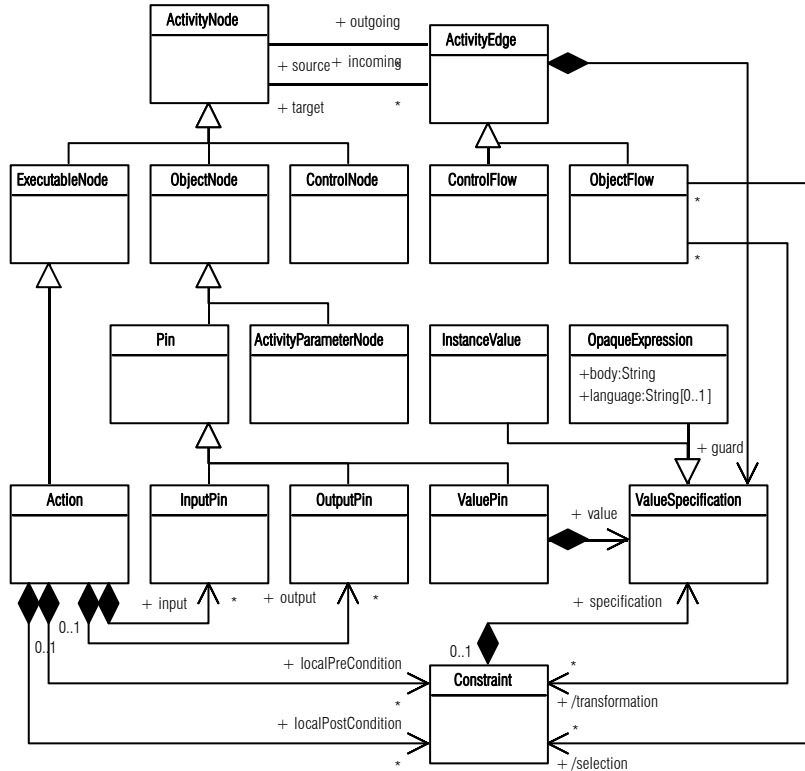 ActivityNode
+ outgoing
ActivityEdge
+ source
+ incoming
*
+ target
*
ExecutableNode
ObjectNode
ControlNode
ControlFlow
ObjectFlow
*
*
Pin
ActivityParameterNode
InstanceValue
OpaqueExpression
+body:String
+language:String[0..1]
+ guard
Action
InputPin
OutputPin
ValuePin
+ value
ValueSpecification
+ input
*
+ output
*
+ specification
0..1
0..1
0..1
+ localPreCondition
*
Constraint
*
+ /transformation
+ localPostCondition
*
*
+ /selection